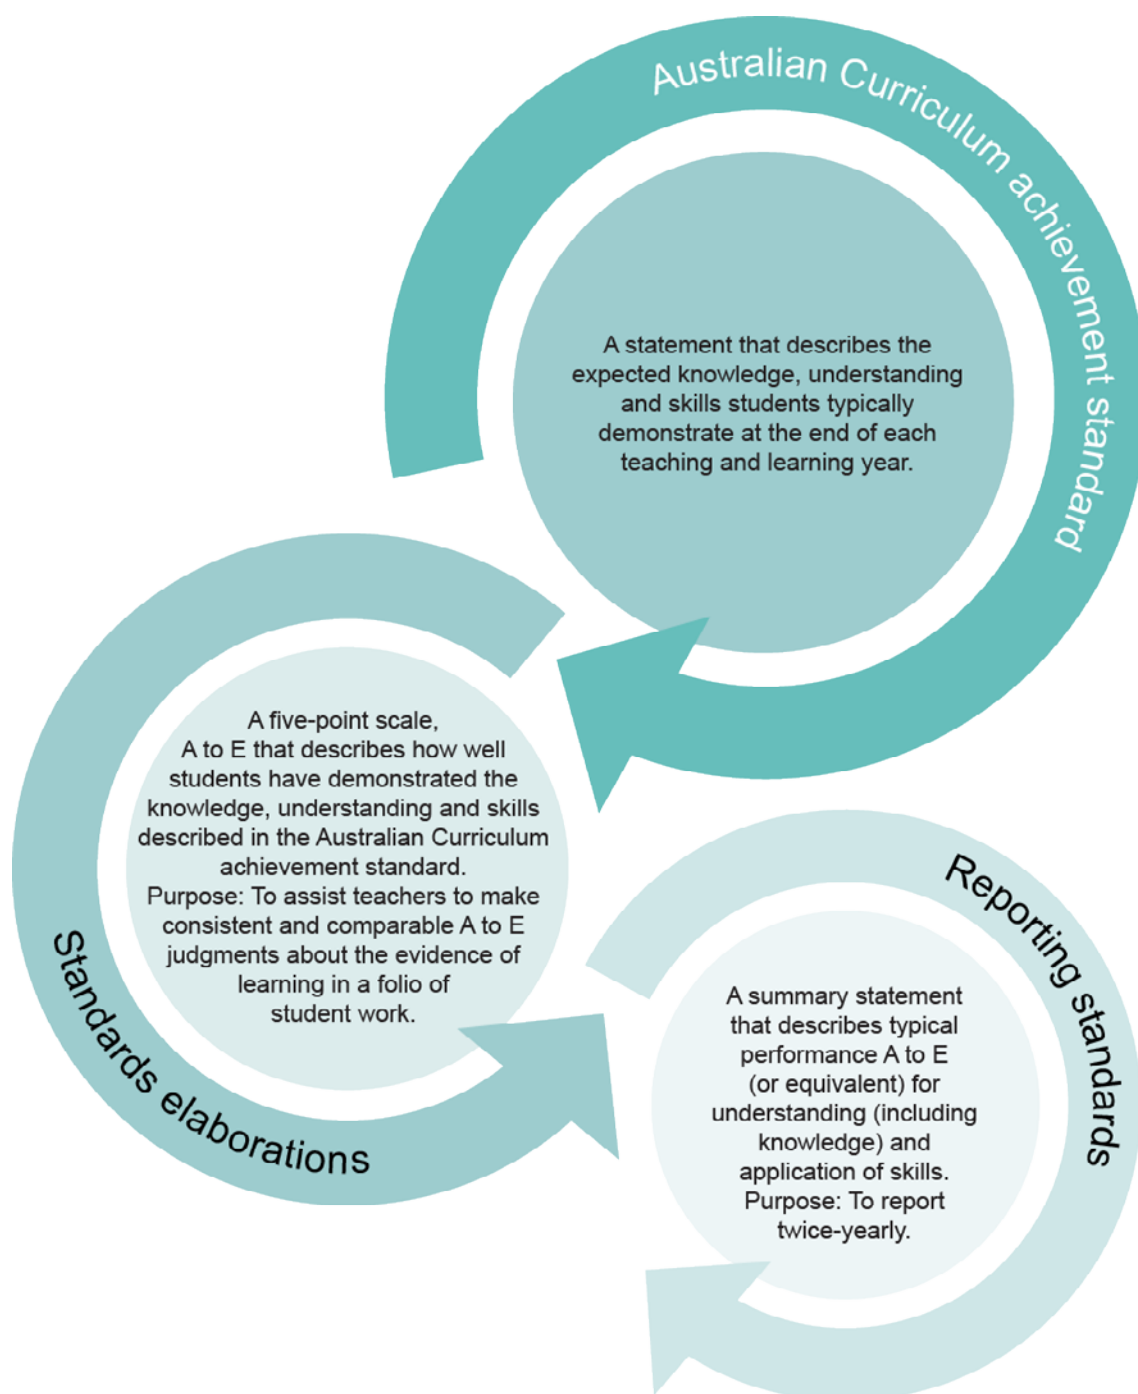 Australian Curriculum achievement standard
A statement that describes the
expected knowledge, understanding
and skills students typically
demonstrate at the end of each
teaching and learning year.
Standards elaborations
A five-point scale,
A to E that describes how well
students have demonstrated the
knowledge, understanding and skills
described in the Australian Curriculum
achievement standard.
Purpose: To assist teachers to make
consistent and comparable A to E
judgments about the evidence of
learning in a folio of
student work.
Reporting standards
A summary statement
that describes typical
performance A to E
(or equivalent) for
understanding (including
knowledge) and
application of skills.
Purpose: To report
twice-yearly.